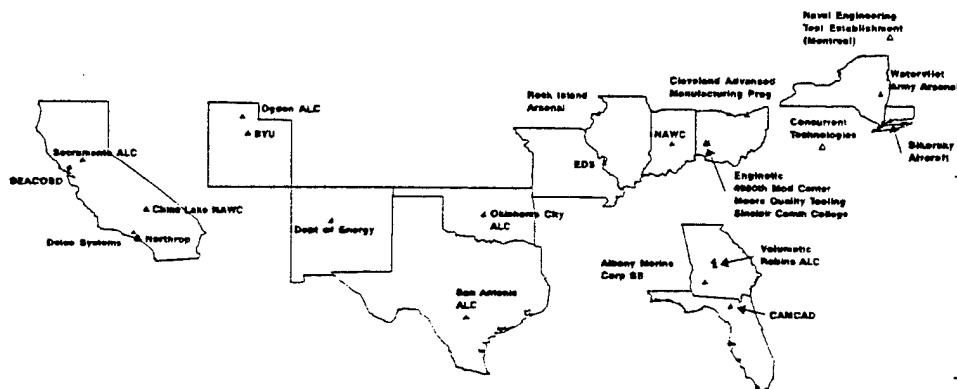 Naval Engineering
Test Establishment
(Montreal)
Watervliet
Army Arsenal
Cleveland Advanced
Manufacturing Prog
Rock Island
Arsenal
Ogden ALC
BYU
NAWC
Concurrent
Technologies
Sikorsky
Aircraft
Sacramento ALC
SEACOSD
EDS
Enginetic
4950th Mod Center
Moore Quality Tooling
Sinclair Comm College
China Lake NAWC
Oklahoma City
ALC
Dept of Energy
Delco Systems
Northrop
Volumatic
Robins ALC
Albany Marine
Corp SB
San Antonio
ALC
CAMCAD